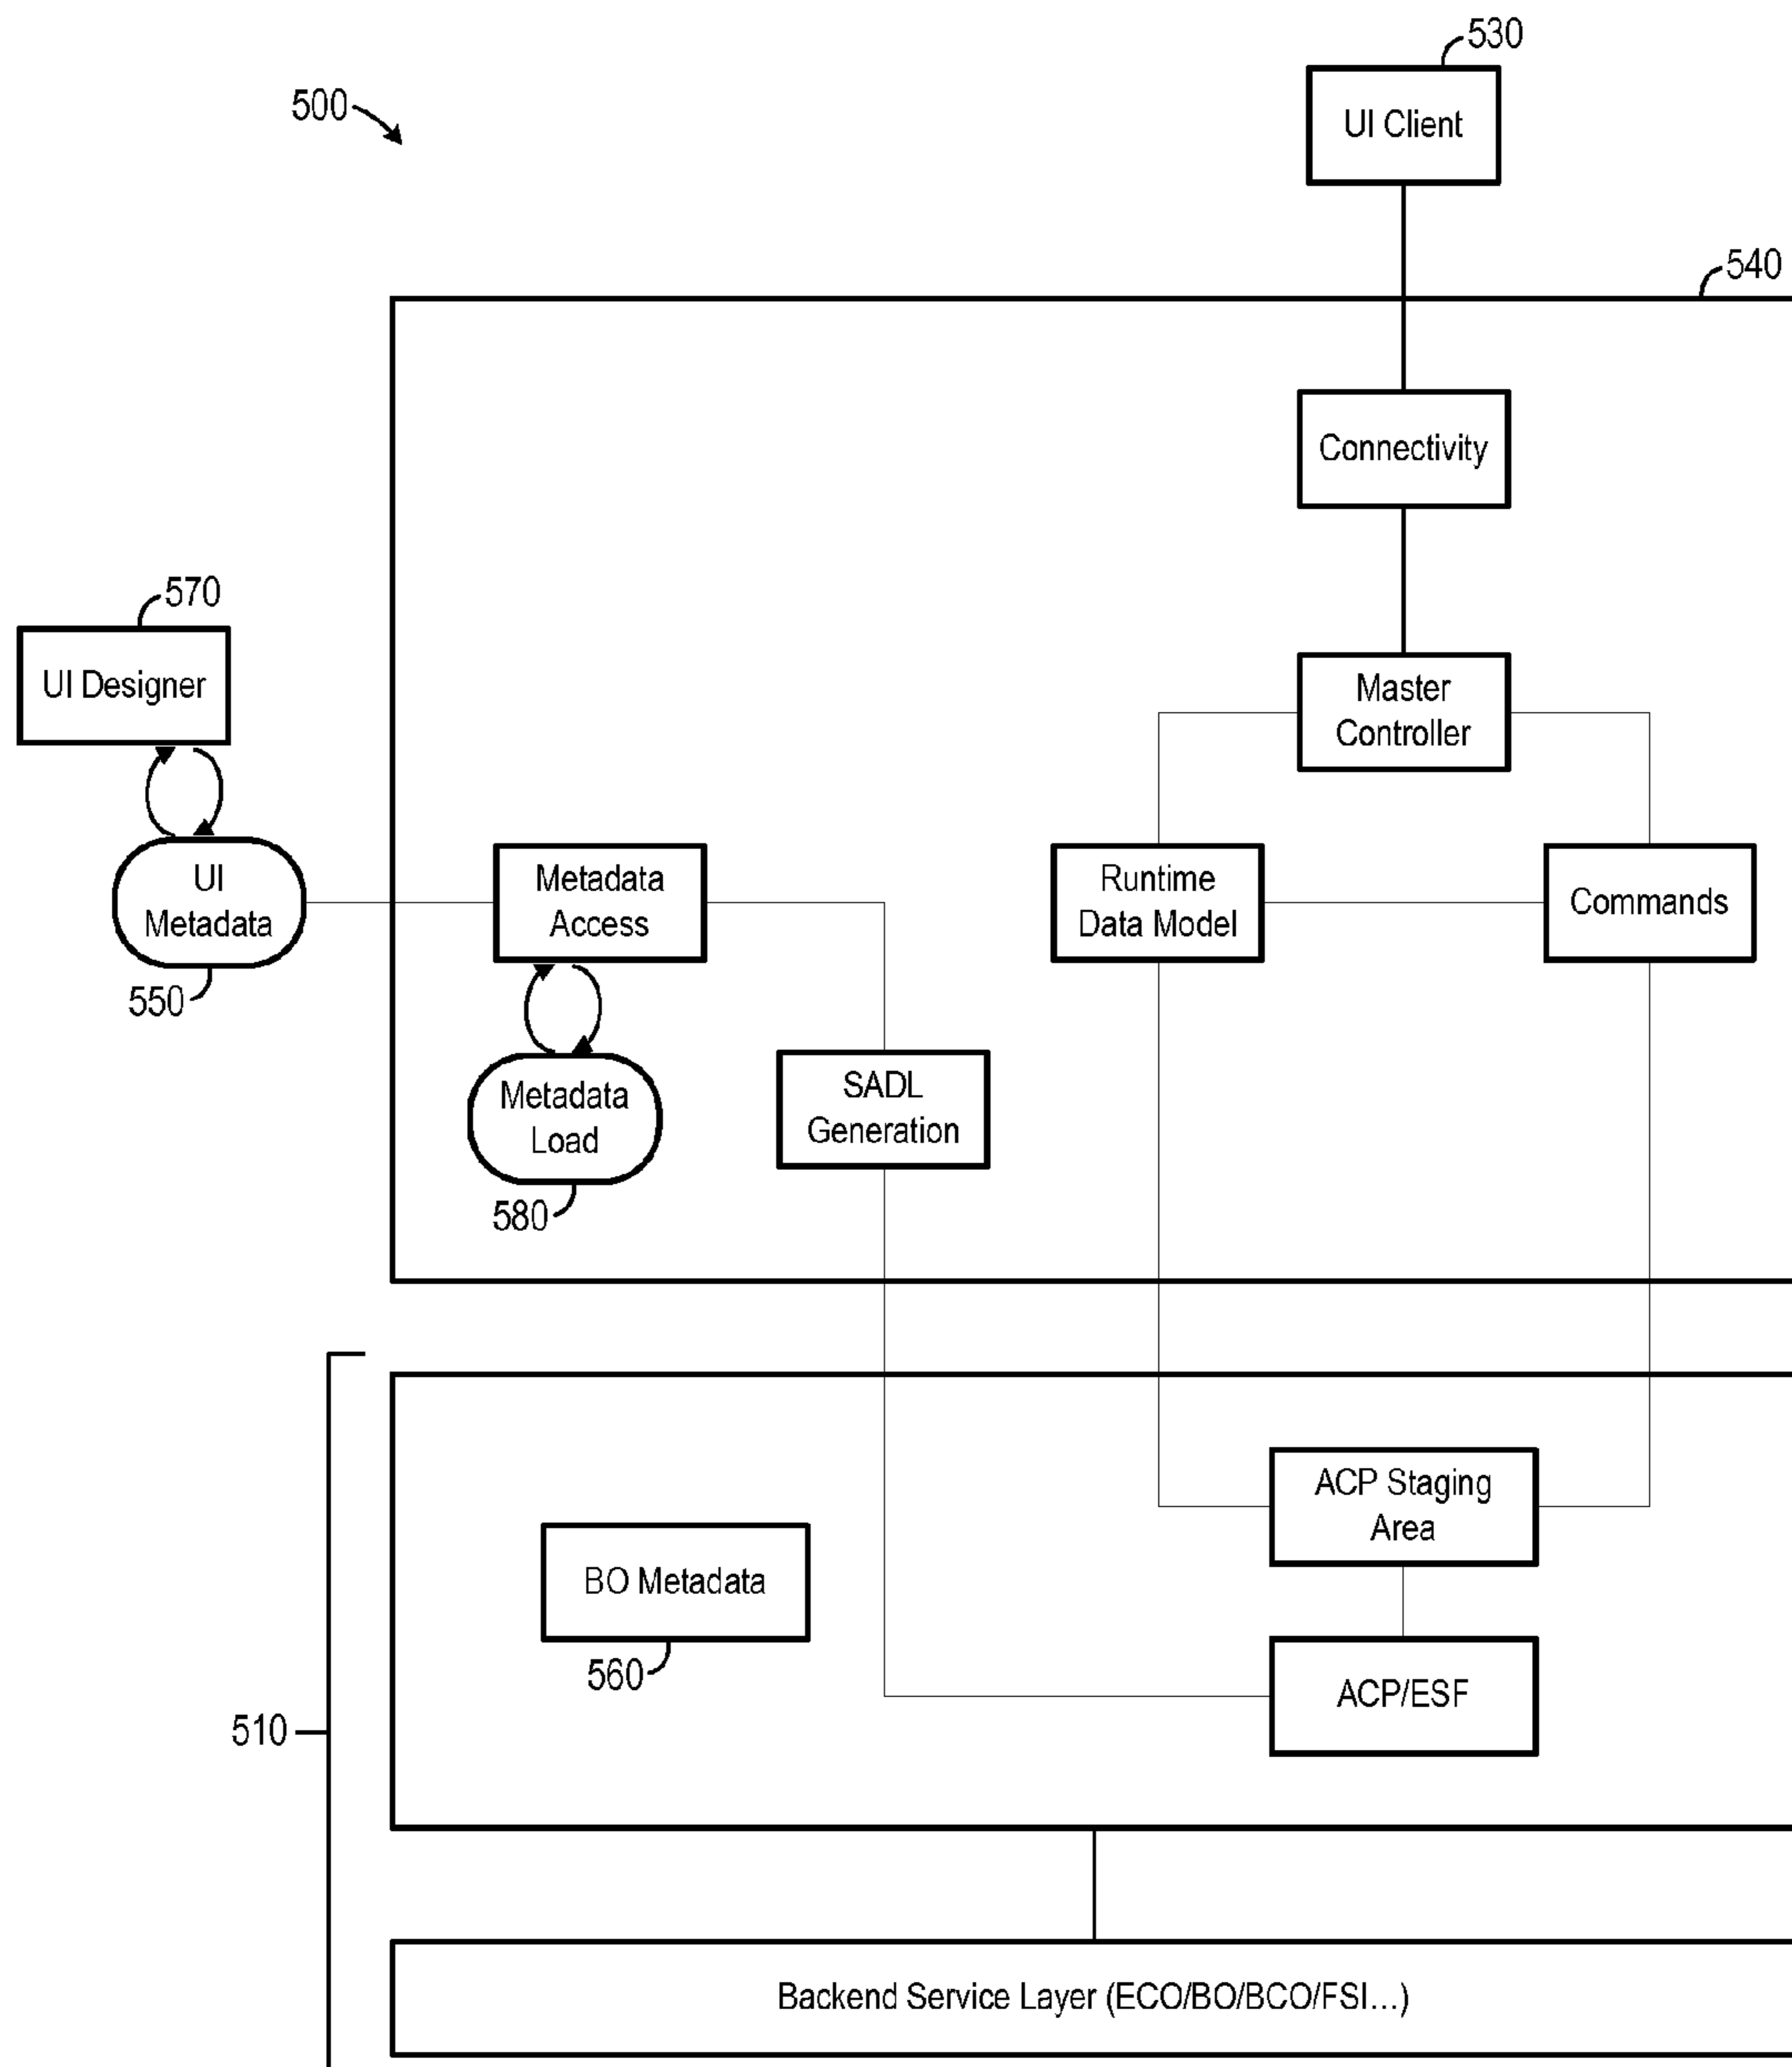 530
500
UI Client
540
Connectivity
570
UI Designer
Master
Controller
UI
Metadata
550
Metadata
Access
Runtime
Data Model
Commands
Metadata
Load
580
SADL
Generation
ACP Staging
Area
BO Metadata
560
ACP/ESF
510
Backend Service Layer (ECO/BO/BCO/FSI...)